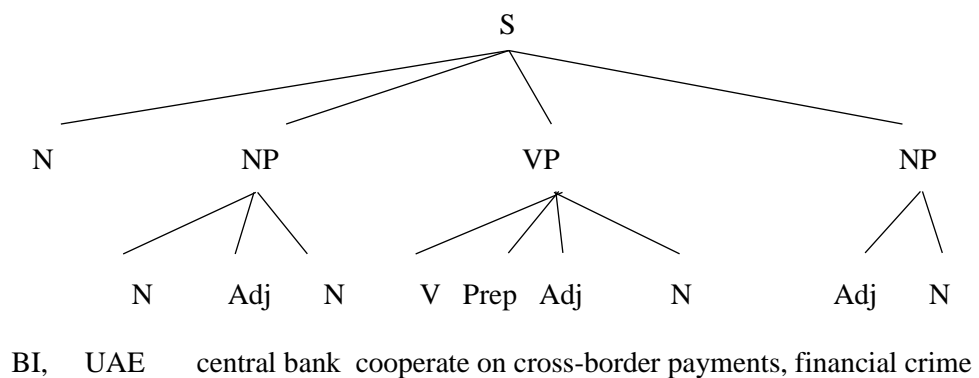 S
N NP VP NP
N Adj N V Prep Adj N Adj N
BI, UAE central bank cooperate on cross-border payments, financial crime